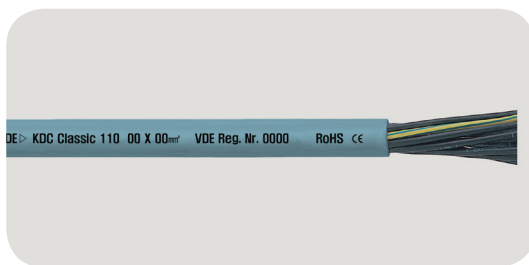 DE▷ KDC Classic 110 00 X 00㎟ VDE Reg. Nr. 0000 RoHS CE